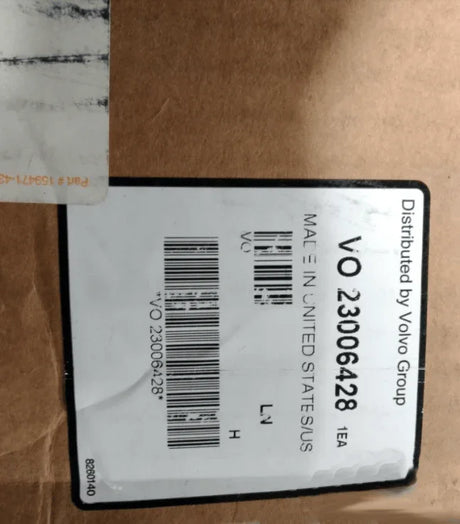 Distributed by Volvo Group
VO 23006428 1EA
MADE IN UNITED STATES/US
VO
LN
H
*VO 23006428*
8260140